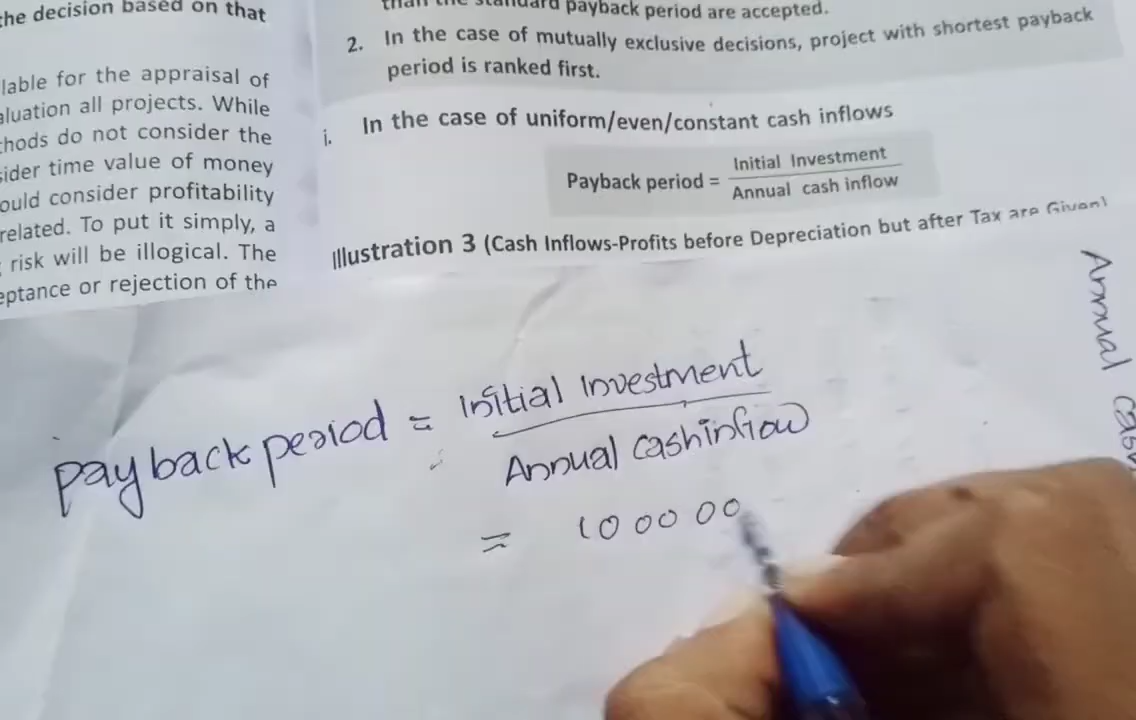 the decision based on that
lable for the appraisal of
aluation all projects. While
thods do not consider the
sider time value of money
ould consider profitability
related. To put it simply, a
risk will be illogical. The
eptance or rejection of the
than the standard payback period are accepted.
2. In the case of mutually exclusive decisions, project with shortest payback
period is ranked first.
i. In the case of uniform/even/constant cash inflows
Payback period = Initial Investment
Annual cash inflow
Illustration 3 (Cash Inflows-Profits before Depreciation but after Tax are Given)
Payback period = Initial Investment
Annual cashinflow
= 100000
Annual Cash